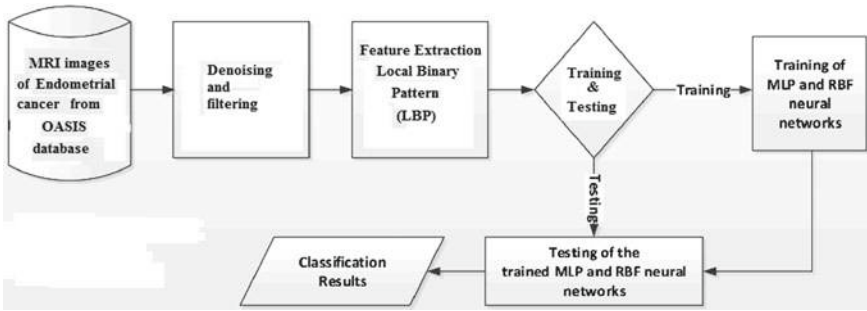 MRI images
of Endometrial
cancer from
OASIS
database
Denoising
and
filtering
Feature Extraction
Local Binary
Pattern
(LBP)
Training
&
Testing
Training
Training of
MLP and RBF
neural
networks
Testing
Testing of the
trained MLP and RBF neural
networks
Classification
Results